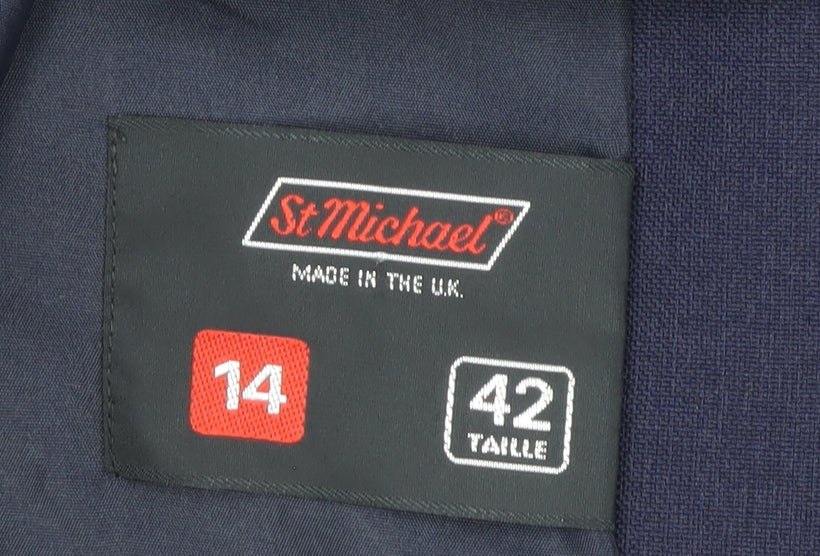 St Michael®
MADE IN THE U.K.
14
42
TAILLE